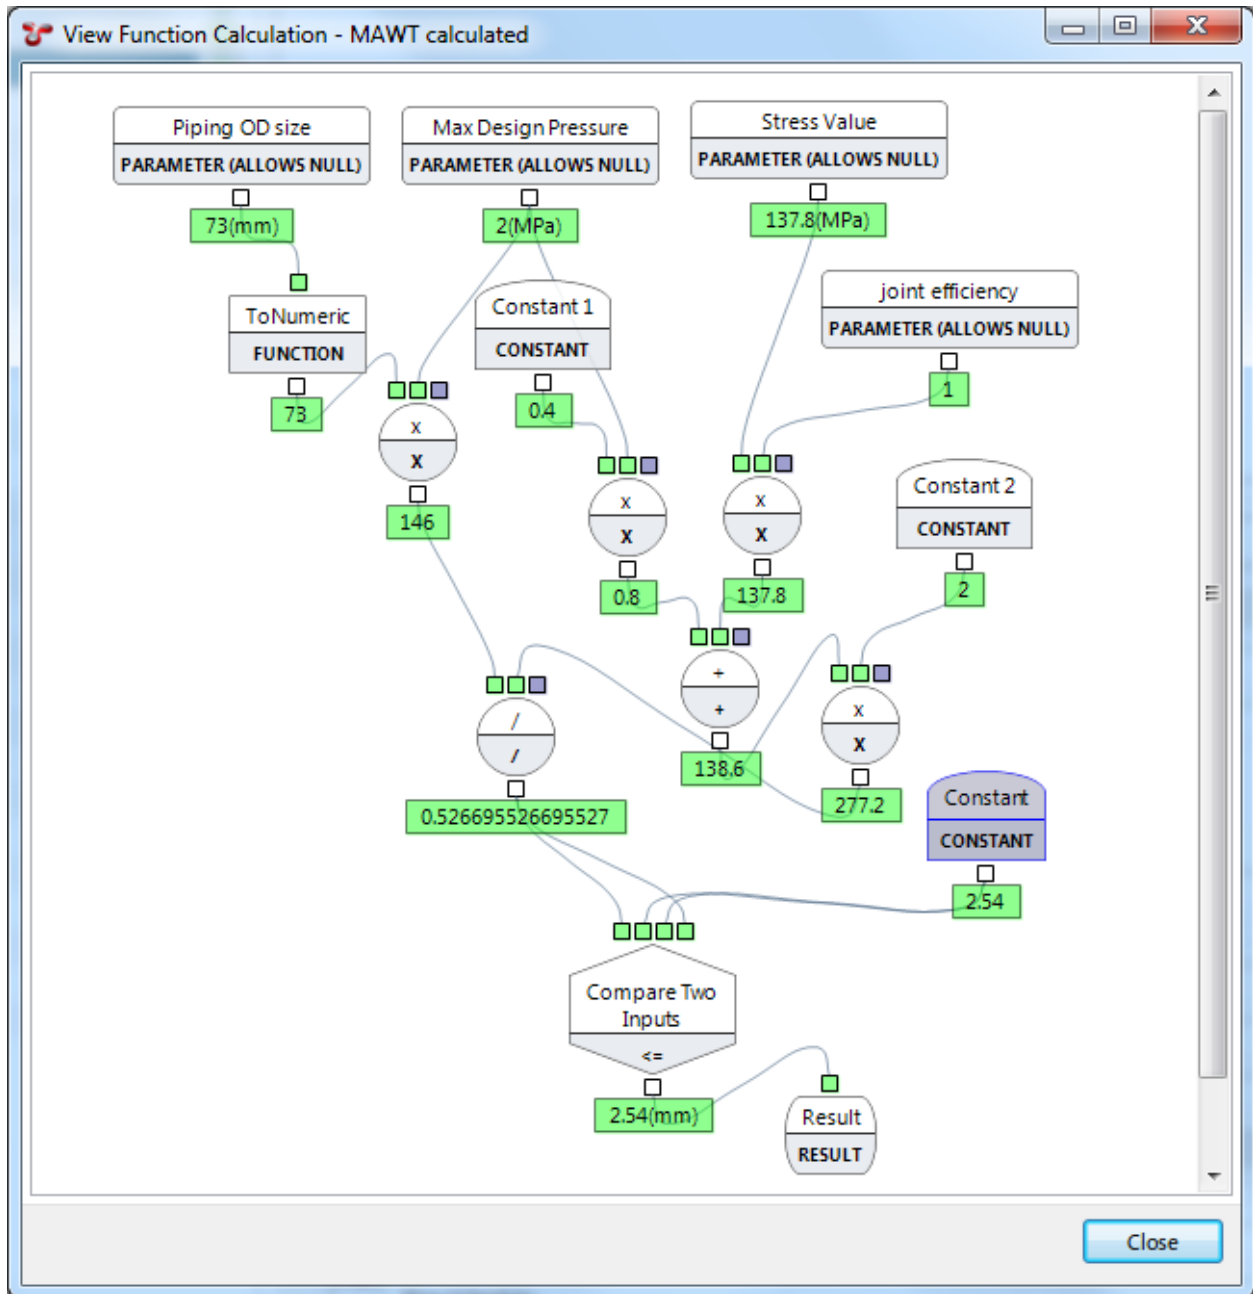 View Function Calculation - MAWT calculated
Piping OD size
PARAMETER (ALLOWS NULL)
73(mm)
Max Design Pressure
PARAMETER (ALLOWS NULL)
2(MPa)
Stress Value
PARAMETER (ALLOWS NULL)
137.8(MPa)
ToNumeric
FUNCTION
73
Constant 1
CONSTANT
0.4
joint efficiency
PARAMETER (ALLOWS NULL)
1
x
X
146
x
X
0.8
x
X
137.8
Constant 2
CONSTANT
2
/
/
0.526695526695527
+
+
138.6
x
X
277.2
Constant
CONSTANT
2.54
Compare Two
Inputs
<=
2.54(mm)
Result
RESULT
Close